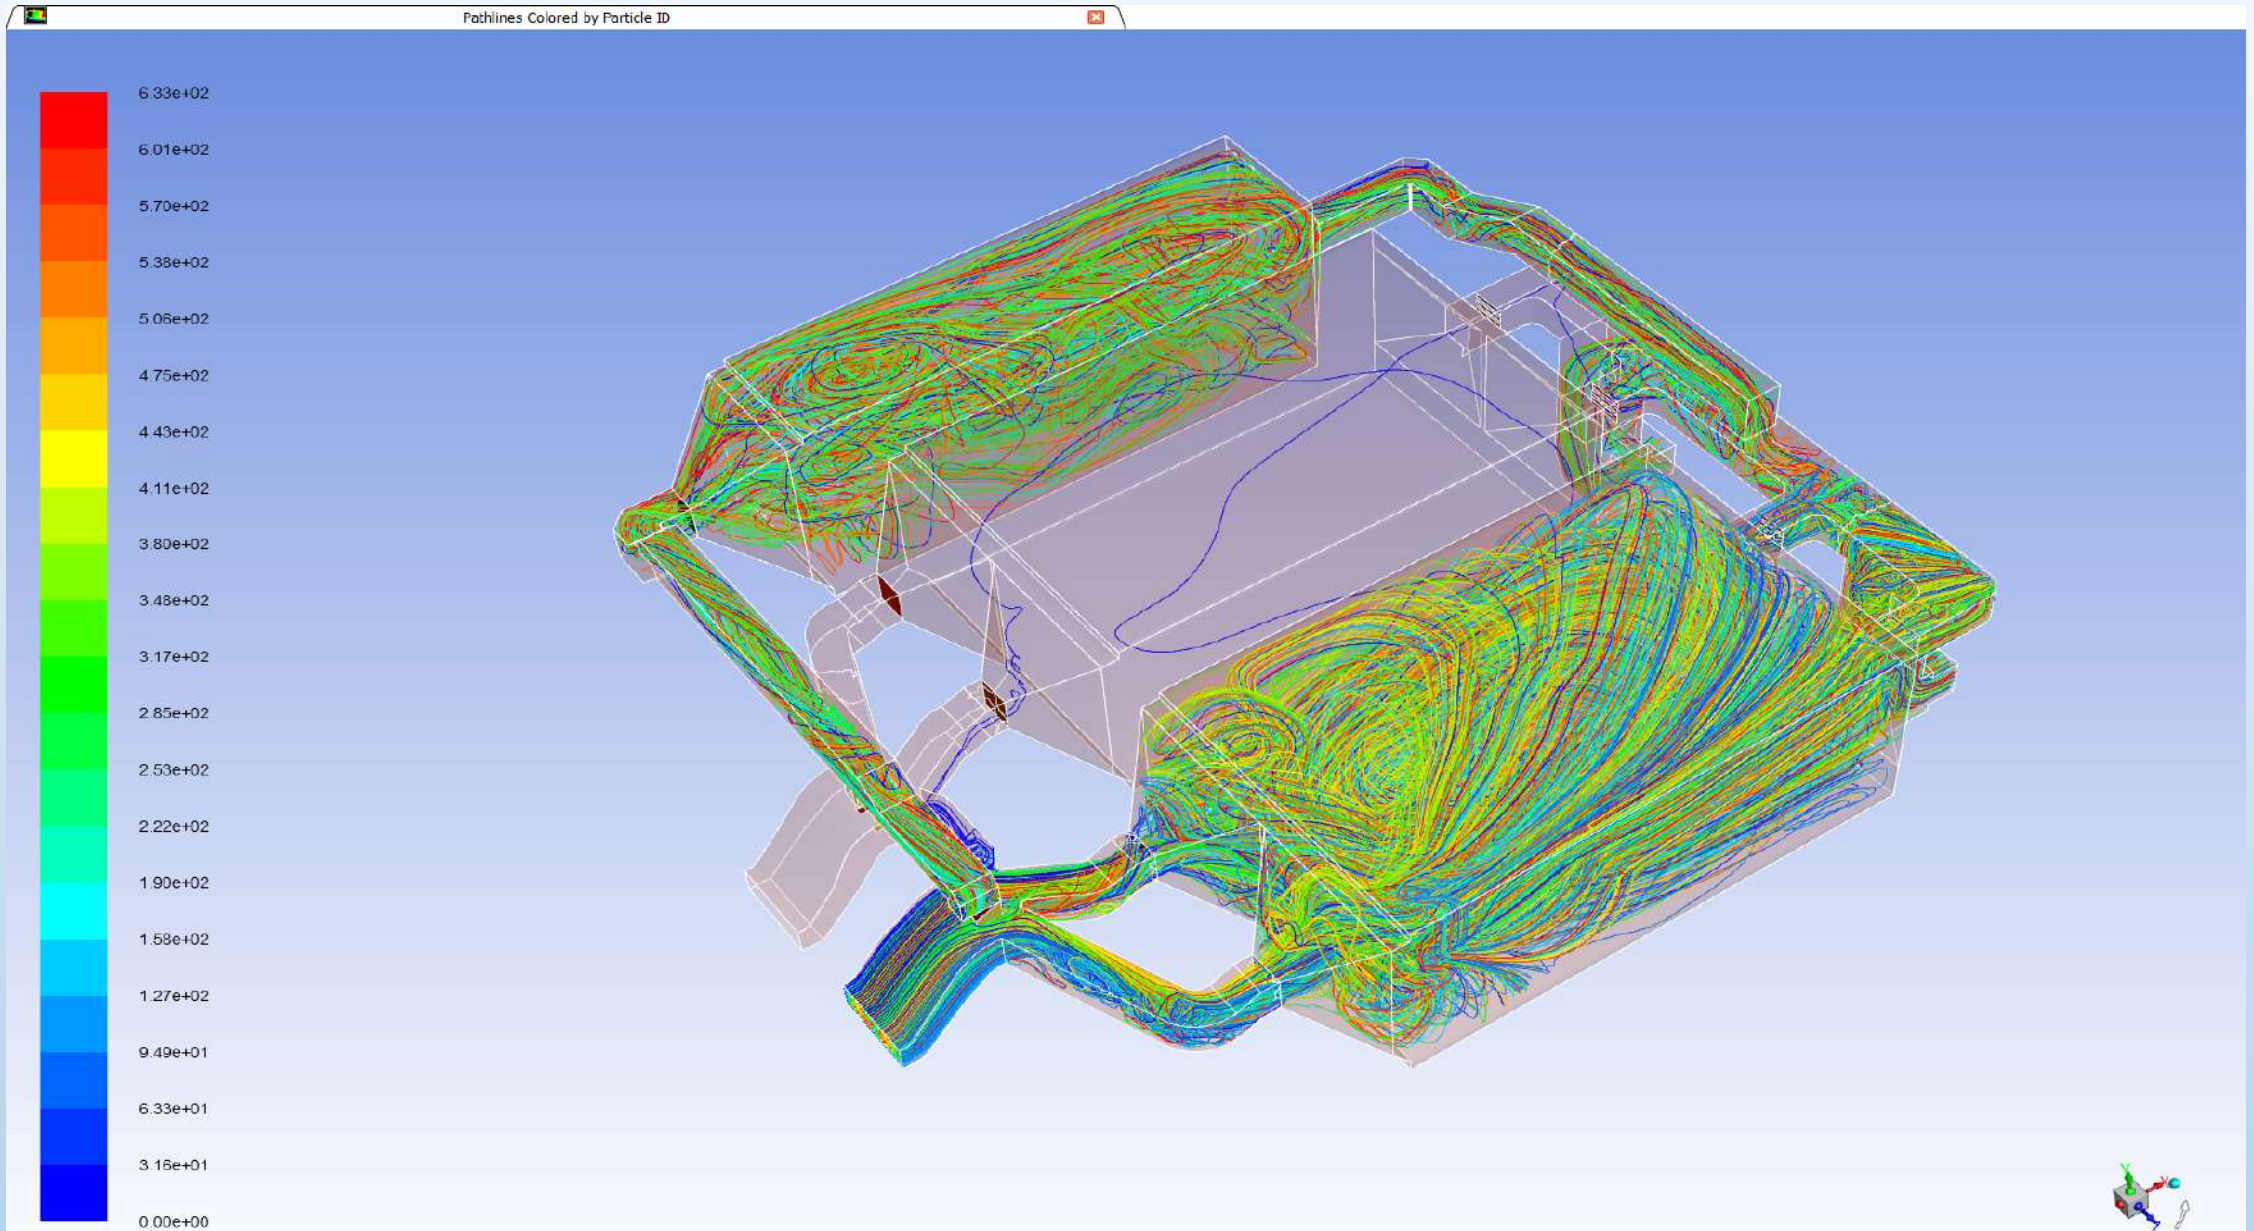 Pathlines Colored by Particle ID
6.33e+02
6.01e+02
5.70e+02
5.38e+02
5.06e+02
4.75e+02
4.43e+02
4.11e+02
3.80e+02
3.48e+02
3.17e+02
2.85e+02
2.53e+02
2.22e+02
1.90e+02
1.58e+02
1.27e+02
9.49e+01
6.33e+01
3.16e+01
0.00e+00
Y
X
Z